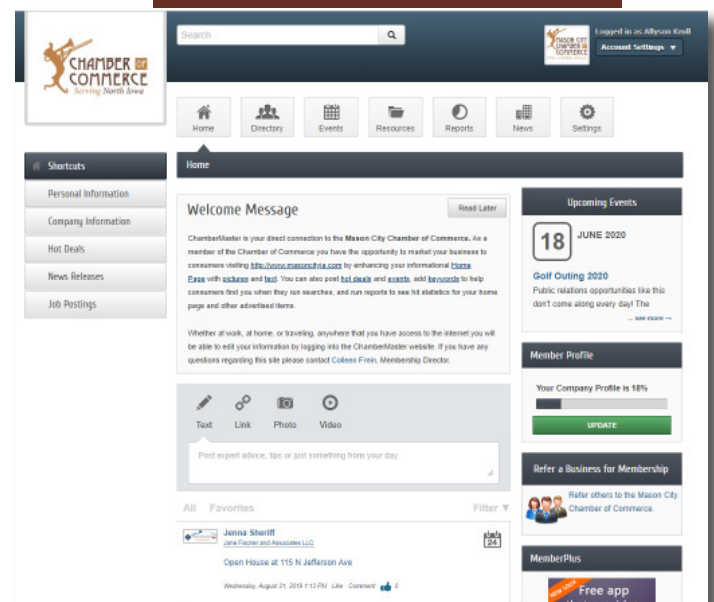 CHAMBER OF
COMMERCE
Serving North Iowa
Search
MASON CITY
CHAMBER OF
COMMERCE
Logged in as Allyson Krull
Account Settings ▼
Home
Directory
Events
Resources
Reports
News
Settings
Shortcuts
Personal Information
Company Information
Hot Deals
News Releases
Job Postings
Home
Welcome Message
Read Later
ChamberMaster is your direct connection to the Mason City Chamber of Commerce. As a
member of the Chamber of Commerce you have the opportunity to market your business to
consumers visiting http://www.masoncityia.com by enhancing your informational Home
Page with pictures and text. You can also post hot deals and events, add keywords to help
consumers find you when they run searches, and run reports to see hit statistics for your home
page and other advertised items.
Whether at work, at home, or traveling, anywhere that you have access to the internet you will
be able to edit your information by logging into the ChamberMaster website. If you have any
questions regarding this site please contact Colleen Frein, Membership Director.
Text
Link
Photo
Video
Post expert advice, tips or just something from your day.
All Favorites
Filter ▼
Jenna Sheriff
Jane Fischer and Associates LLC
24
Open House at 115 N Jefferson Ave
Wednesday, August 21, 2019 1:13 PM · Like · Comment 0
Upcoming Events
18
JUNE 2020
Golf Outing 2020
Public relations opportunities like this
don't come along every day! The
... see more →
Member Profile
Your Company Profile is 18%
UPDATE
Refer a Business for Membership
Refer others to the Mason City
Chamber of Commerce.
MemberPlus
NEW LOOK
Free app